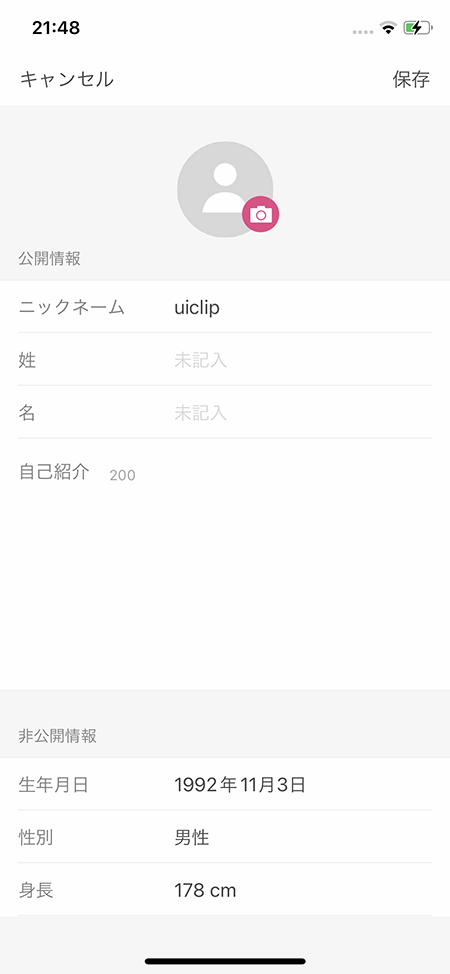 21:48
キャンセル 保存
公開情報
ニックネーム uiclip
姓 未記入
名 未記入
自己紹介 200
非公開情報
生年月日 1992年11月3日
性別 男性
身長 178 cm